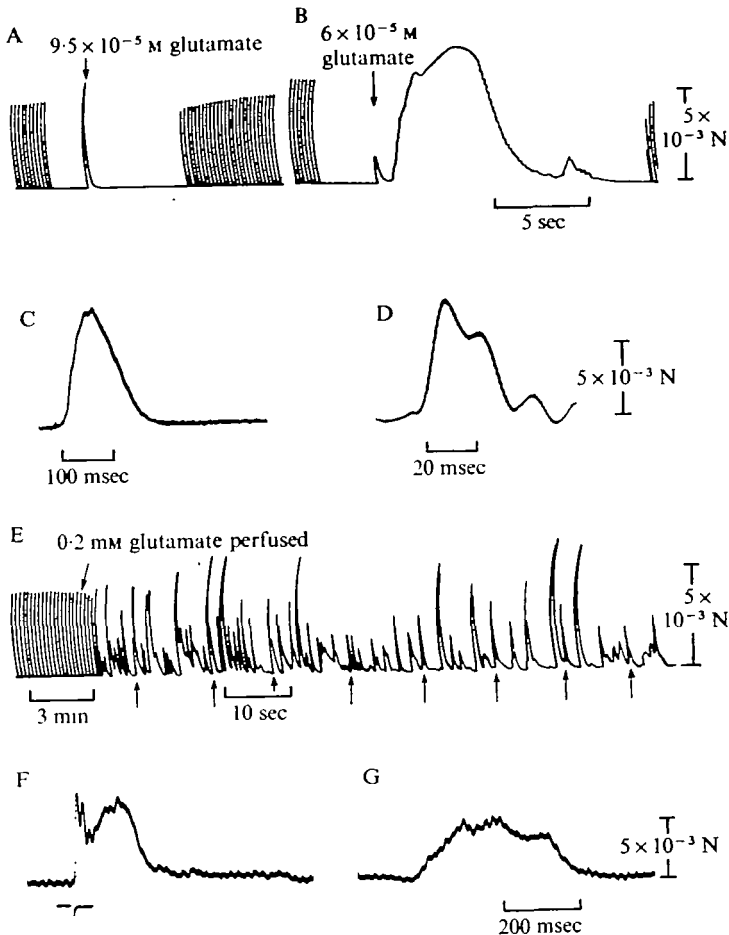 A
9·5 × 10⁻⁵ M glutamate
B
6 × 10⁻⁵ M
glutamate
5 ×
10⁻³ N
5 sec
C
100 msec
D
20 msec
5 × 10⁻³ N
E
0·2 mM glutamate perfused
5 ×
10⁻³ N
3 min
10 sec
F
G
5 × 10⁻³ N
200 msec